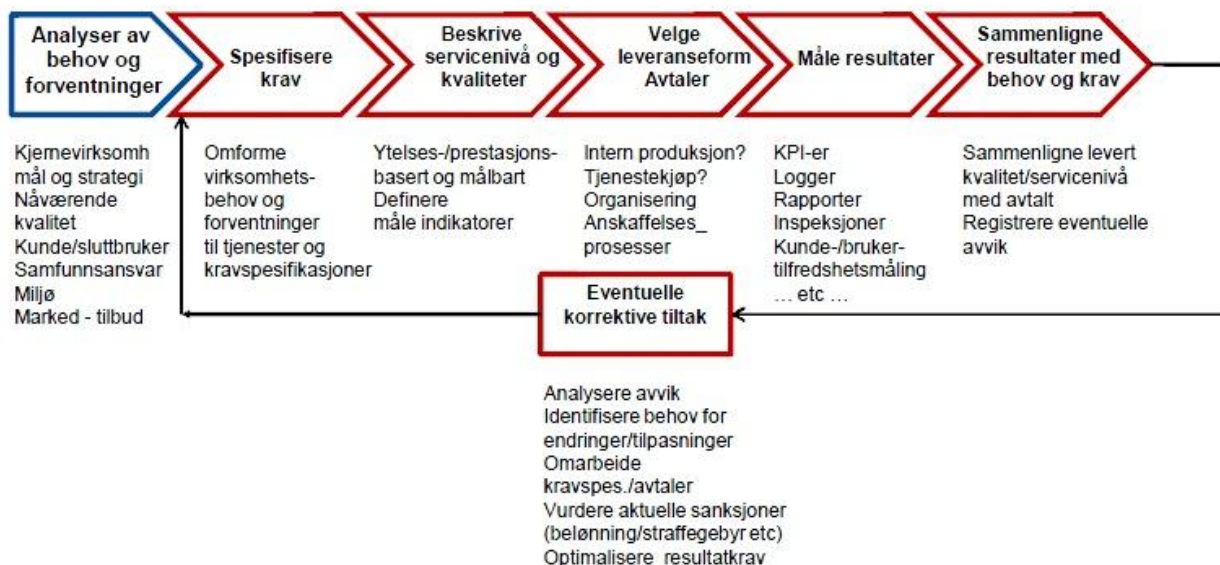 Analyser av
behov og
forventninger
Spesifisere
krav
Beskrive
servicenivå og
kvaliteter
Velge
leveranseform
Avtaler
Måle resultater
Sammenligne
resultater med
behov og krav
Kjernevirksomh
mål og strategi
Nåværende
kvalitet
Kunde/sluttbruker
Samfunnsansvar
Miljø
Marked - tilbud
Omforme
virksomhets-
behov og
forventninger
til tjenester og
kravspesifikasjoner
Ytelses-/prestasjons-
basert og målbart
Definere
måle indikatorer
Intern produksjon?
Tjenestekjøp?
Organisering
Anskaffelses_
prosesser
KPI-er
Logger
Rapporter
Inspeksjoner
Kunde-/bruker-
tilfredshetsmåling
... etc ...
Sammenligne levert
kvalitet/servicenivå
med avtalt
Registrere eventuelle
avvik
Eventuelle
korrektive tiltak
Analysere avvik
Identifisere behov for
endringer/tilpasninger
Omarbeide
kravspes./avtaler
Vurdere aktuelle sanksjoner
(belønning/straffegebyr etc)
Optimalisere resultatkrav